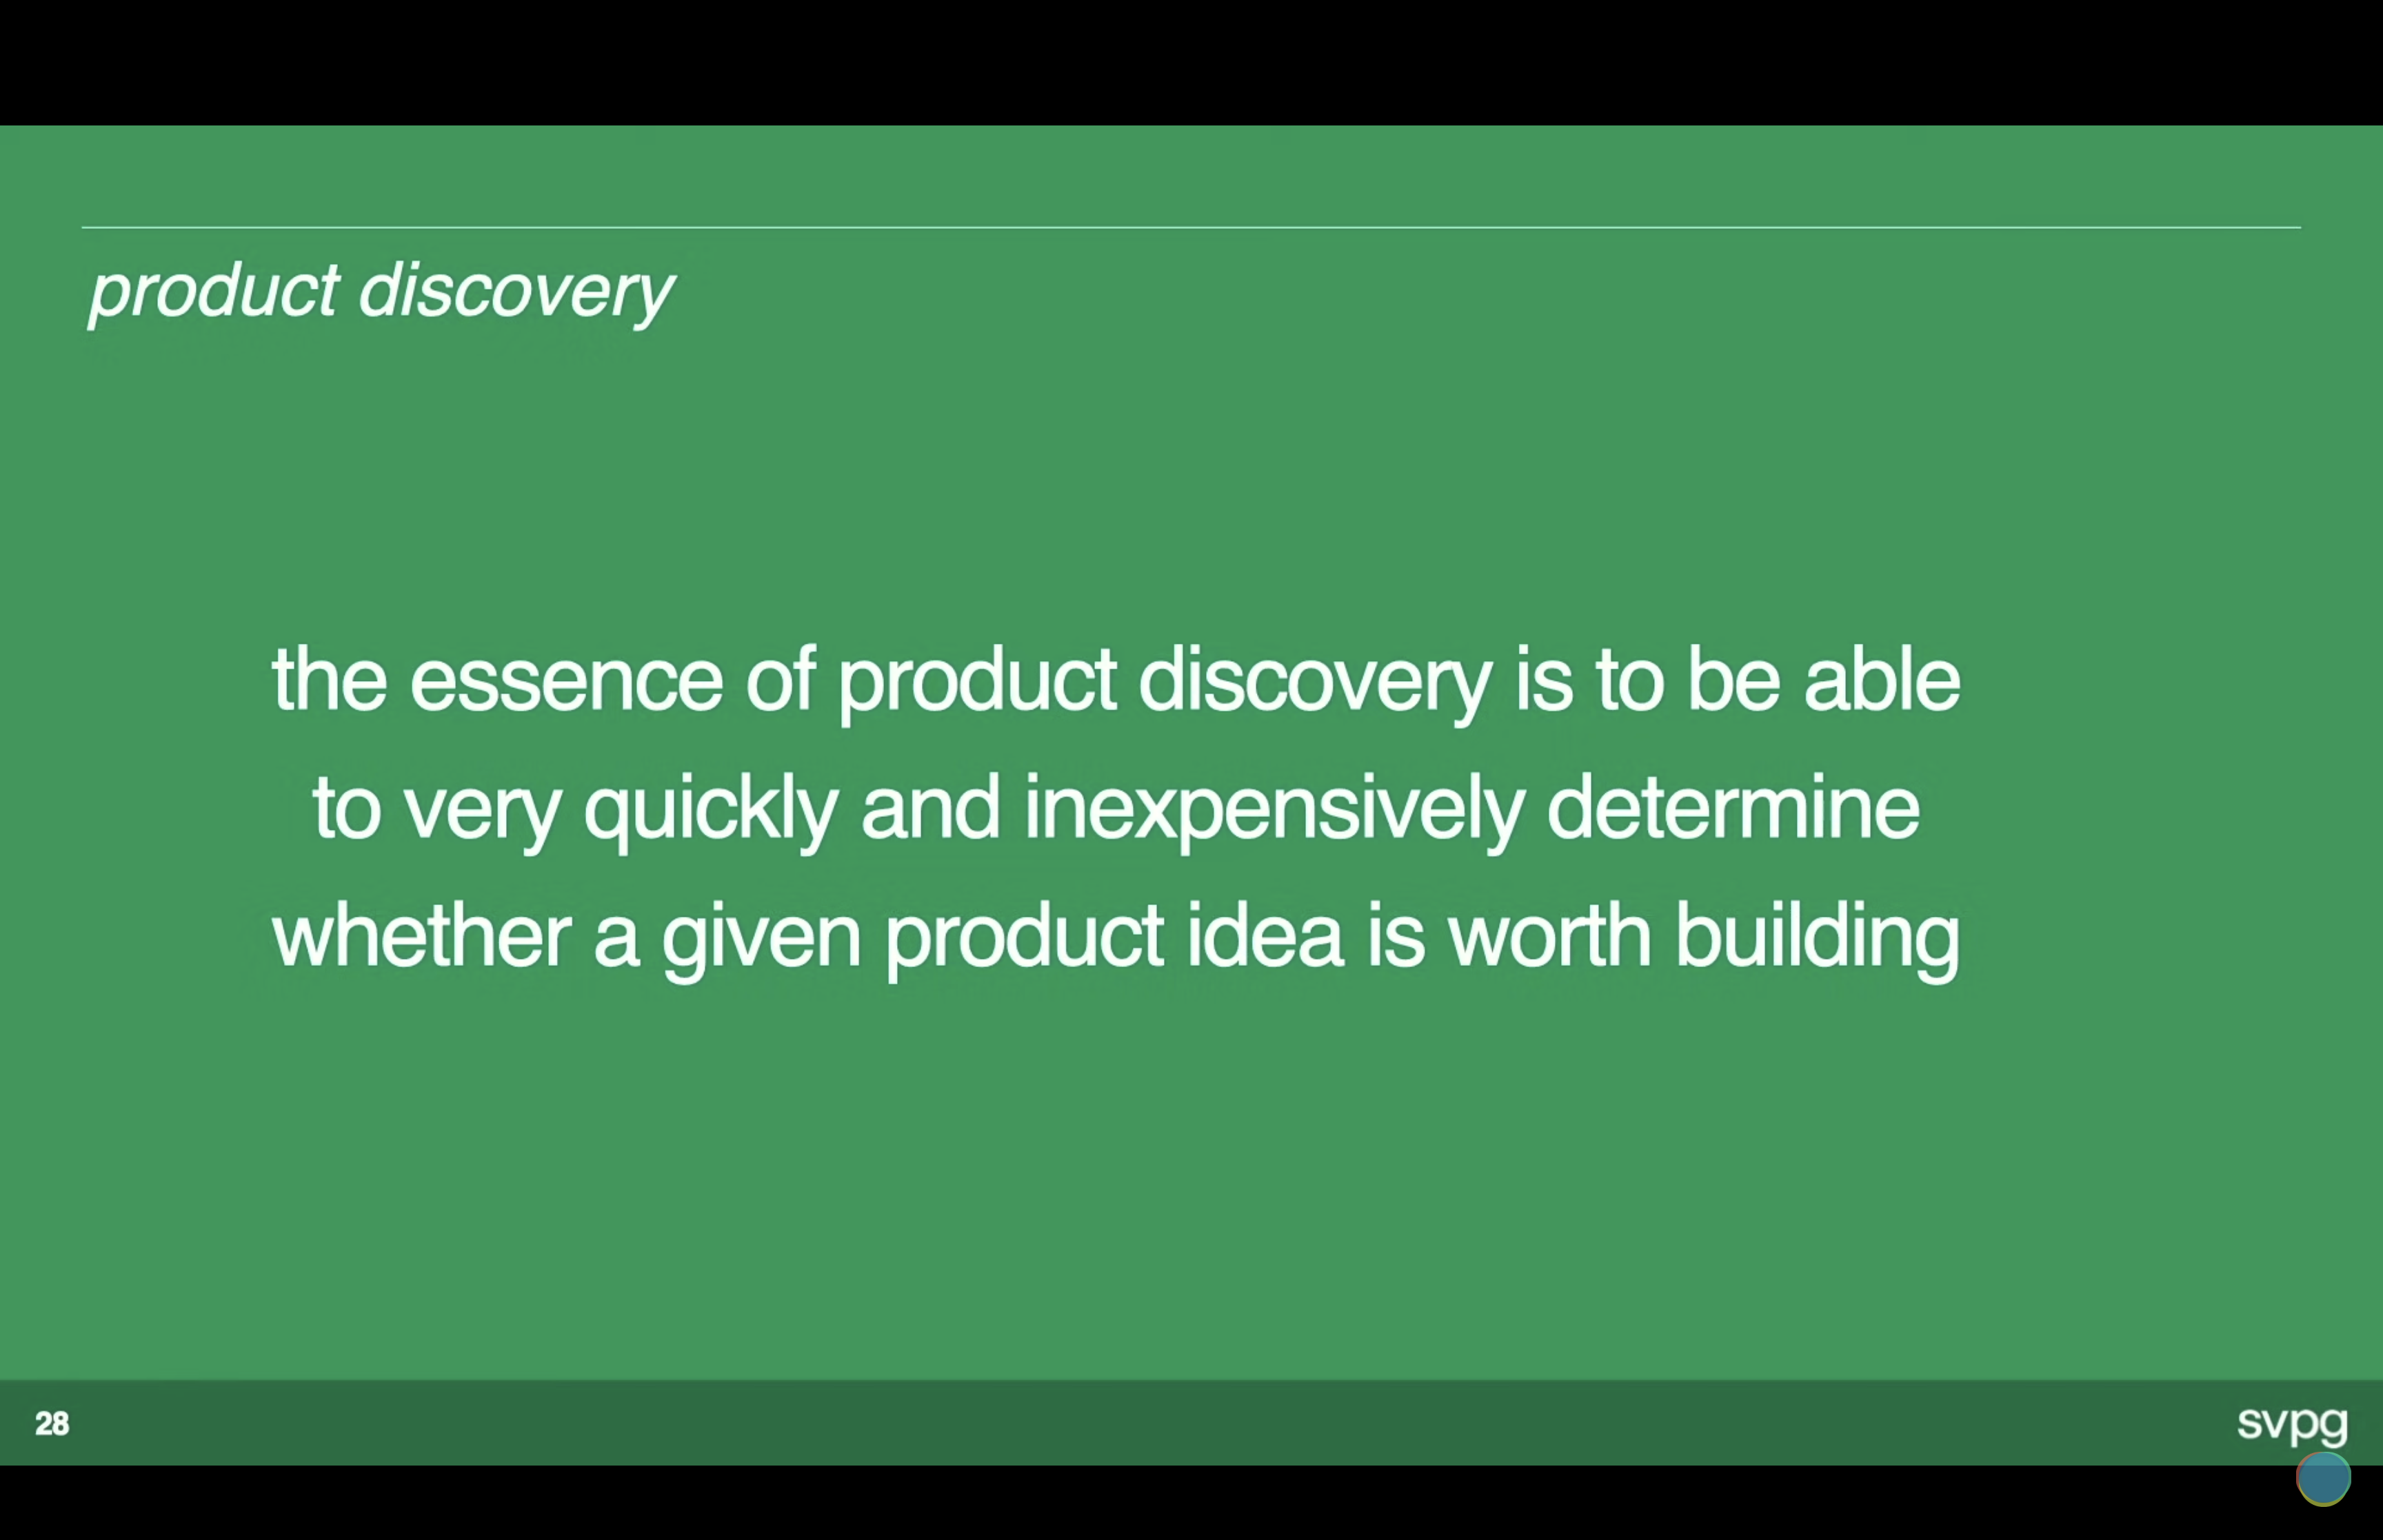 product discovery
the essence of product discovery is to be able
to very quickly and inexpensively determine
whether a given product idea is worth building
28
svpg